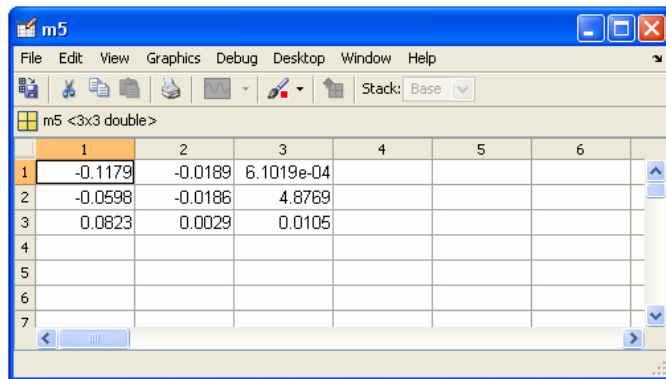 m5
File Edit View Graphics Debug Desktop Window Help
Stack: Base
m5 <3x3 double>
1 2 3 4 5 6
1 -0.1179 -0.0189 6.1019e-04
2 -0.0598 -0.0186 4.8769
3 0.0823 0.0029 0.0105
4
5
6
7